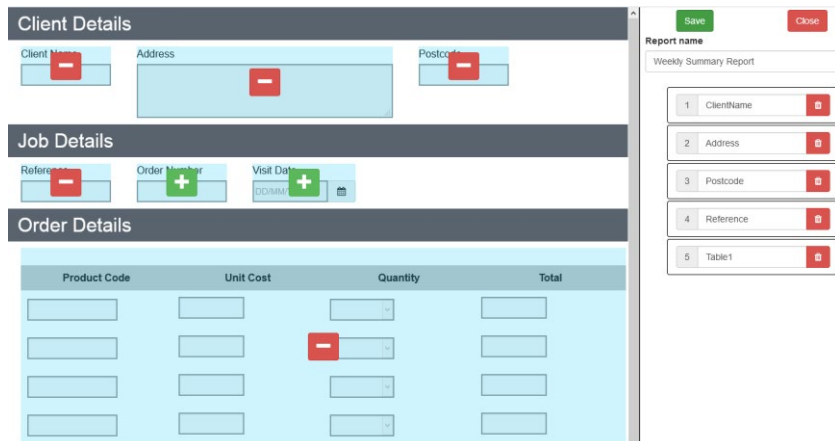 Client Details
Client Name Address Postcode
Job Details
Reference Order Number Visit Date
DD/MM/
Order Details
Product Code Unit Cost Quantity Total
Save Close
Report name
Weekly Summary Report
1 ClientName
2 Address
3 Postcode
4 Reference
5 Table1